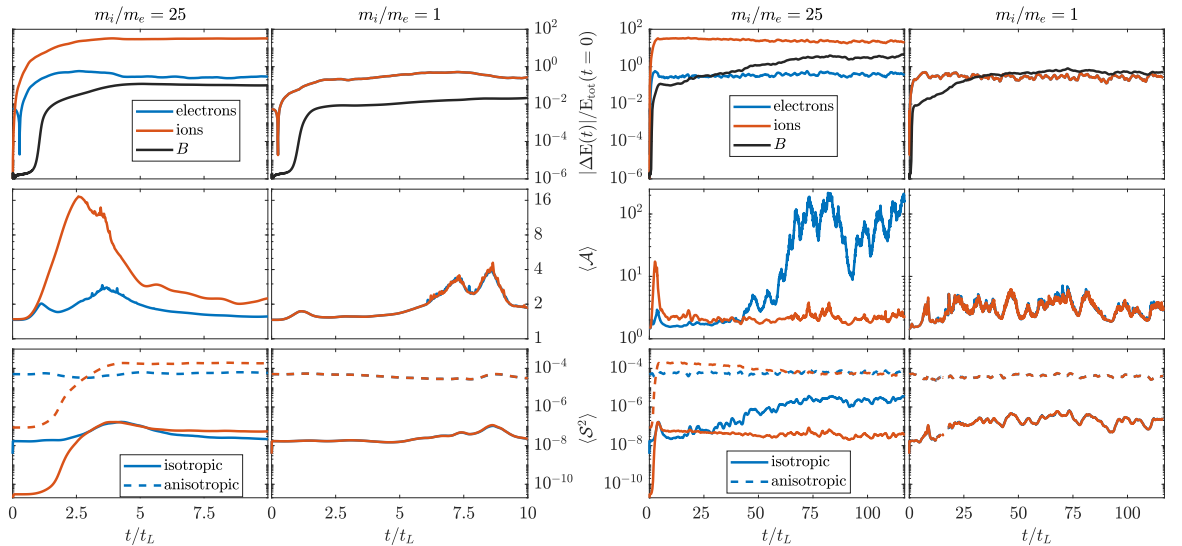 m_i/m_e = 25
m_i/m_e = 1
m_i/m_e = 25
m_i/m_e = 1
10^2
10^0
10^-2
10^-4
10^-6
|ΔE(t)|/E_tot(t = 0)
10^2
10^0
10^-2
10^-4
10^-6
electrons
ions
B
electrons
ions
B
16
8
4
2
1
⟨A⟩
10^2
10^1
10^0
10^-4
10^-6
10^-8
10^-10
⟨S^2⟩
10^-4
10^-6
10^-8
10^-10
isotropic
anisotropic
isotropic
anisotropic
0 2.5 5 7.5
0 2.5 5 7.5 10
0 25 50 75 100
0 25 50 75 100
t/t_L
t/t_L
t/t_L
t/t_L